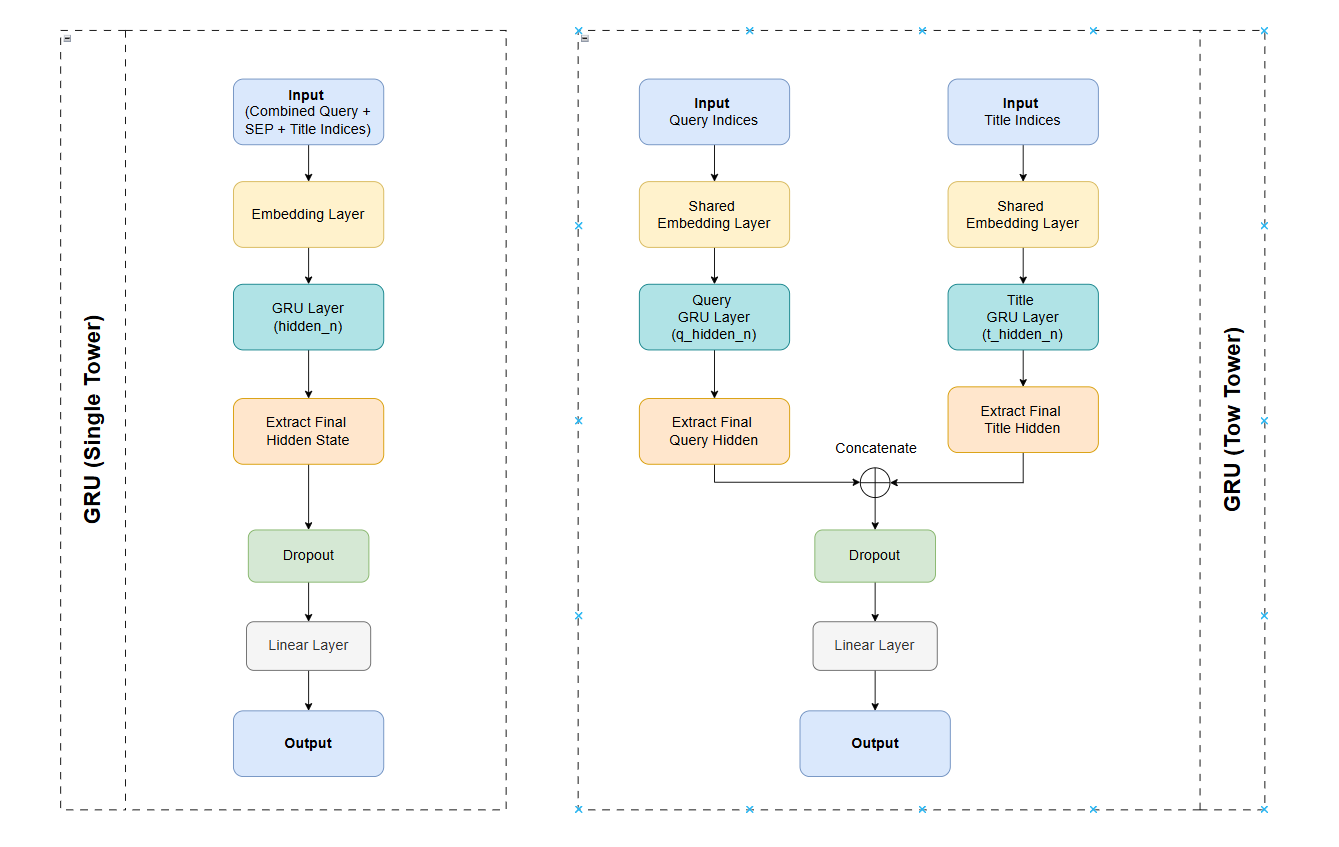 GRU (Single Tower)
Input
(Combined Query +
SEP + Title Indices)
Embedding Layer
GRU Layer
(hidden_n)
Extract Final
Hidden State
Dropout
Linear Layer
Output
Input
Query Indices
Shared
Embedding Layer
Query
GRU Layer
(q_hidden_n)
Extract Final
Query Hidden
Input
Title Indices
Shared
Embedding Layer
Title
GRU Layer
(t_hidden_n)
Extract Final
Title Hidden
Concatenate
Dropout
Linear Layer
Output
GRU (Tow Tower)